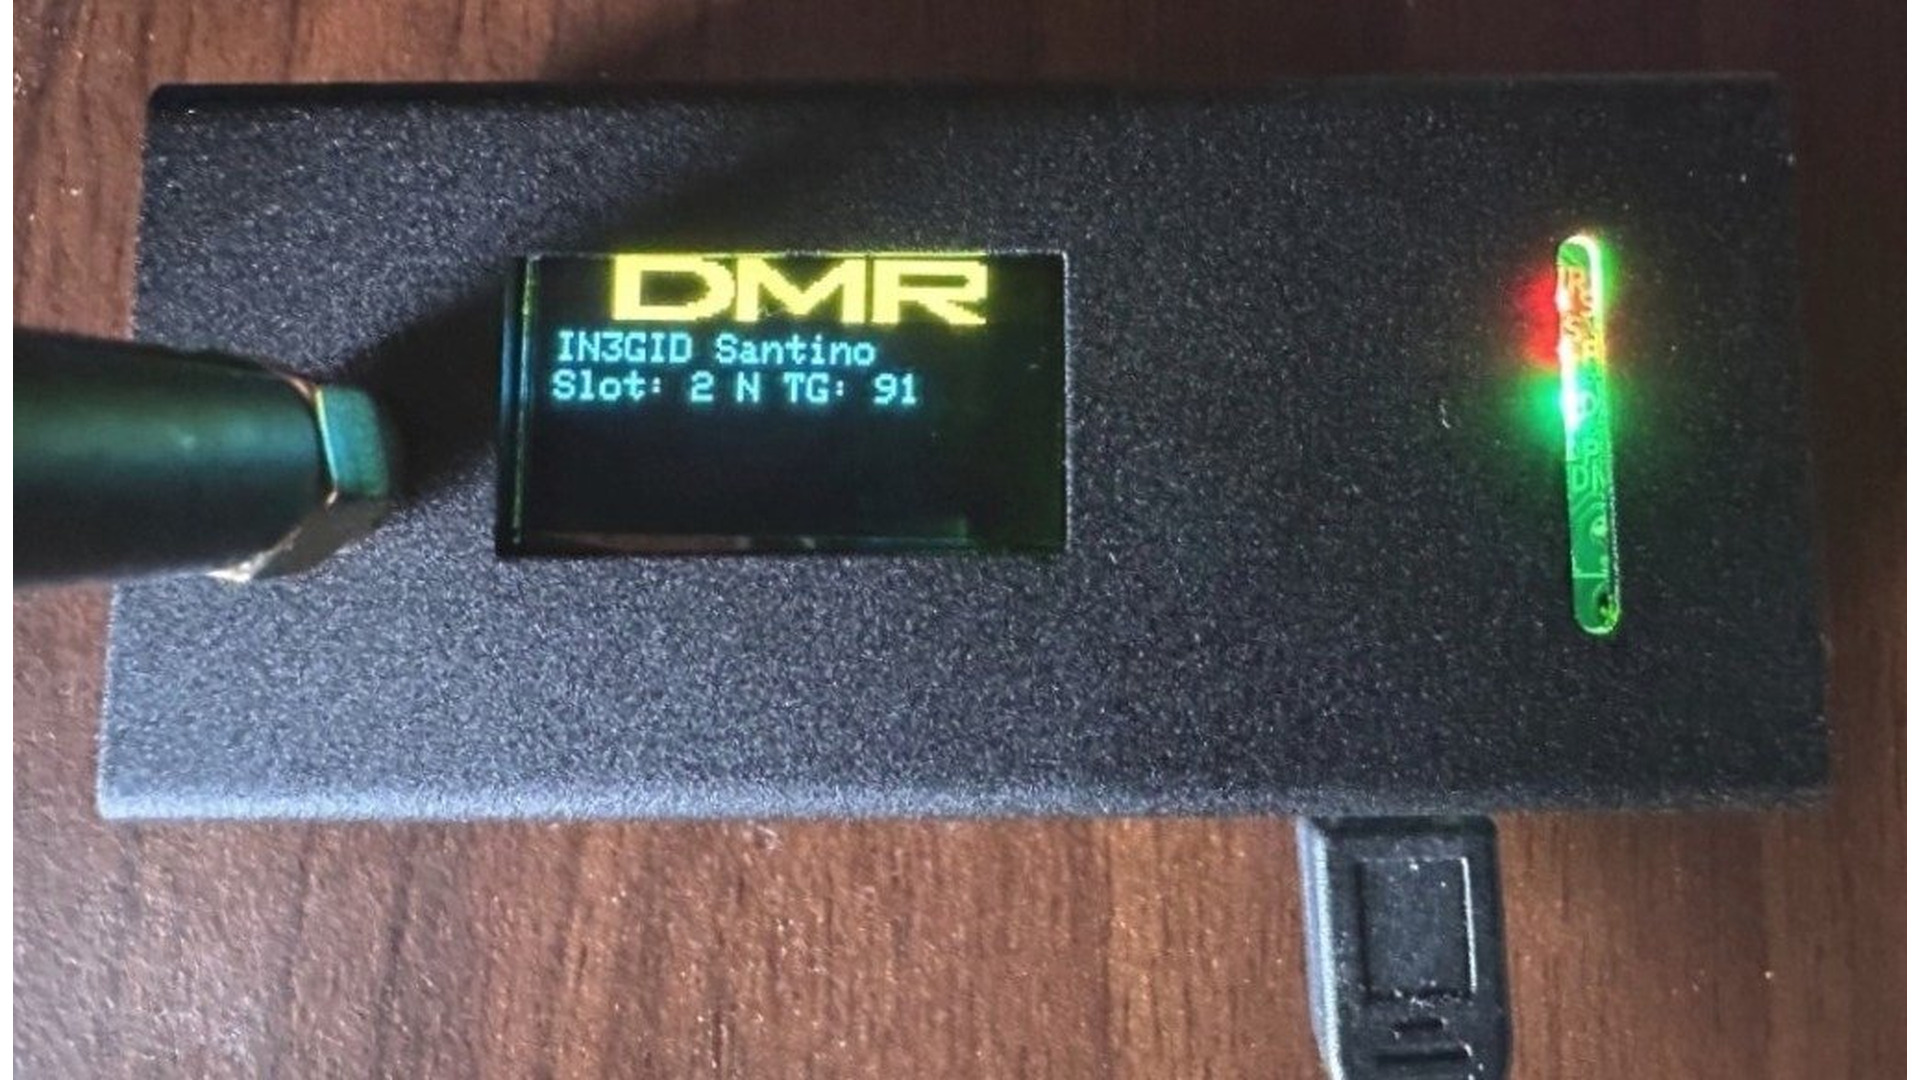 DMR
IN3GID Santino
Slot: 2 N TG: 91